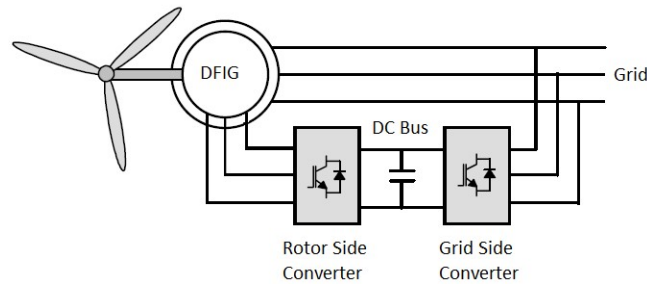 DFIG
Grid
DC Bus
Rotor Side
Converter
Grid Side
Converter